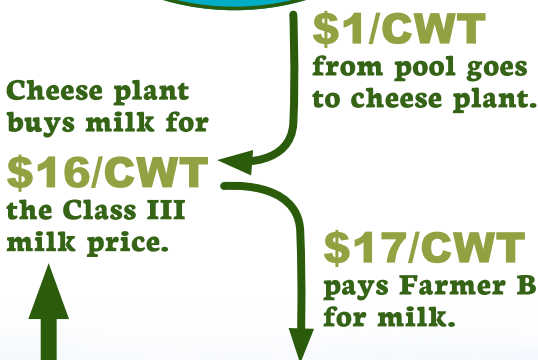 $1/CWT
from pool goes
to cheese plant.
Cheese plant
buys milk for
$16/CWT
the Class III
milk price.
$17/CWT
pays Farmer B
for milk.